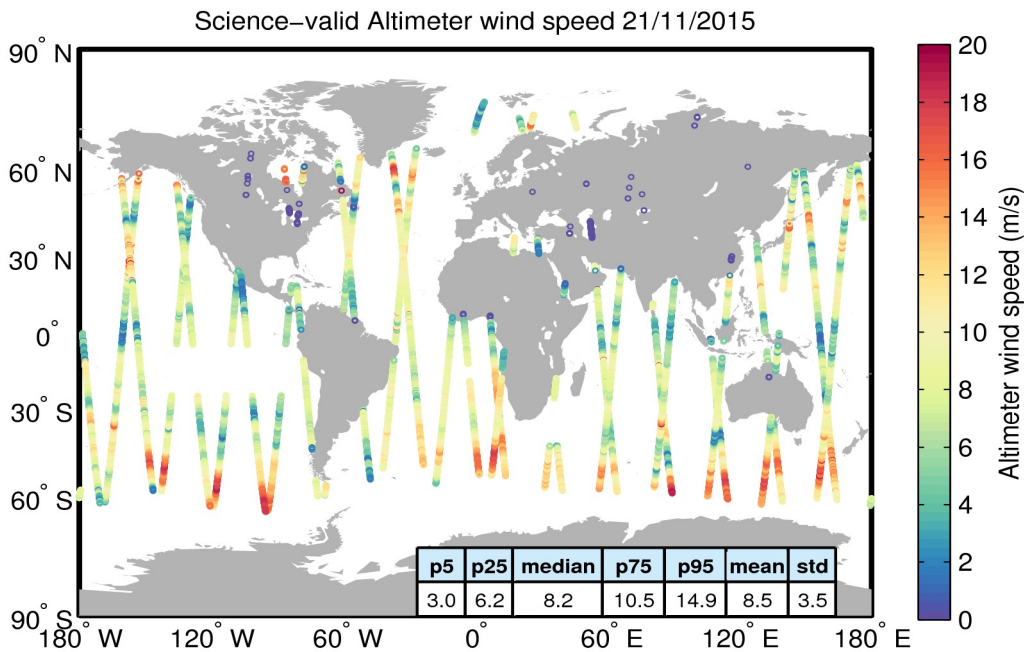 Science−valid Altimeter wind speed 21/11/2015
90° N
60° N
30° N
0°
30° S
60° S
90° S
180° W
120° W
60° W
0°
60° E
120° E
180° E
p5 p25 median p75 p95 mean std
3.0 6.2 8.2 10.5 14.9 8.5 3.5
20
18
16
14
12
10
8
6
4
2
0
Altimeter wind speed (m/s)